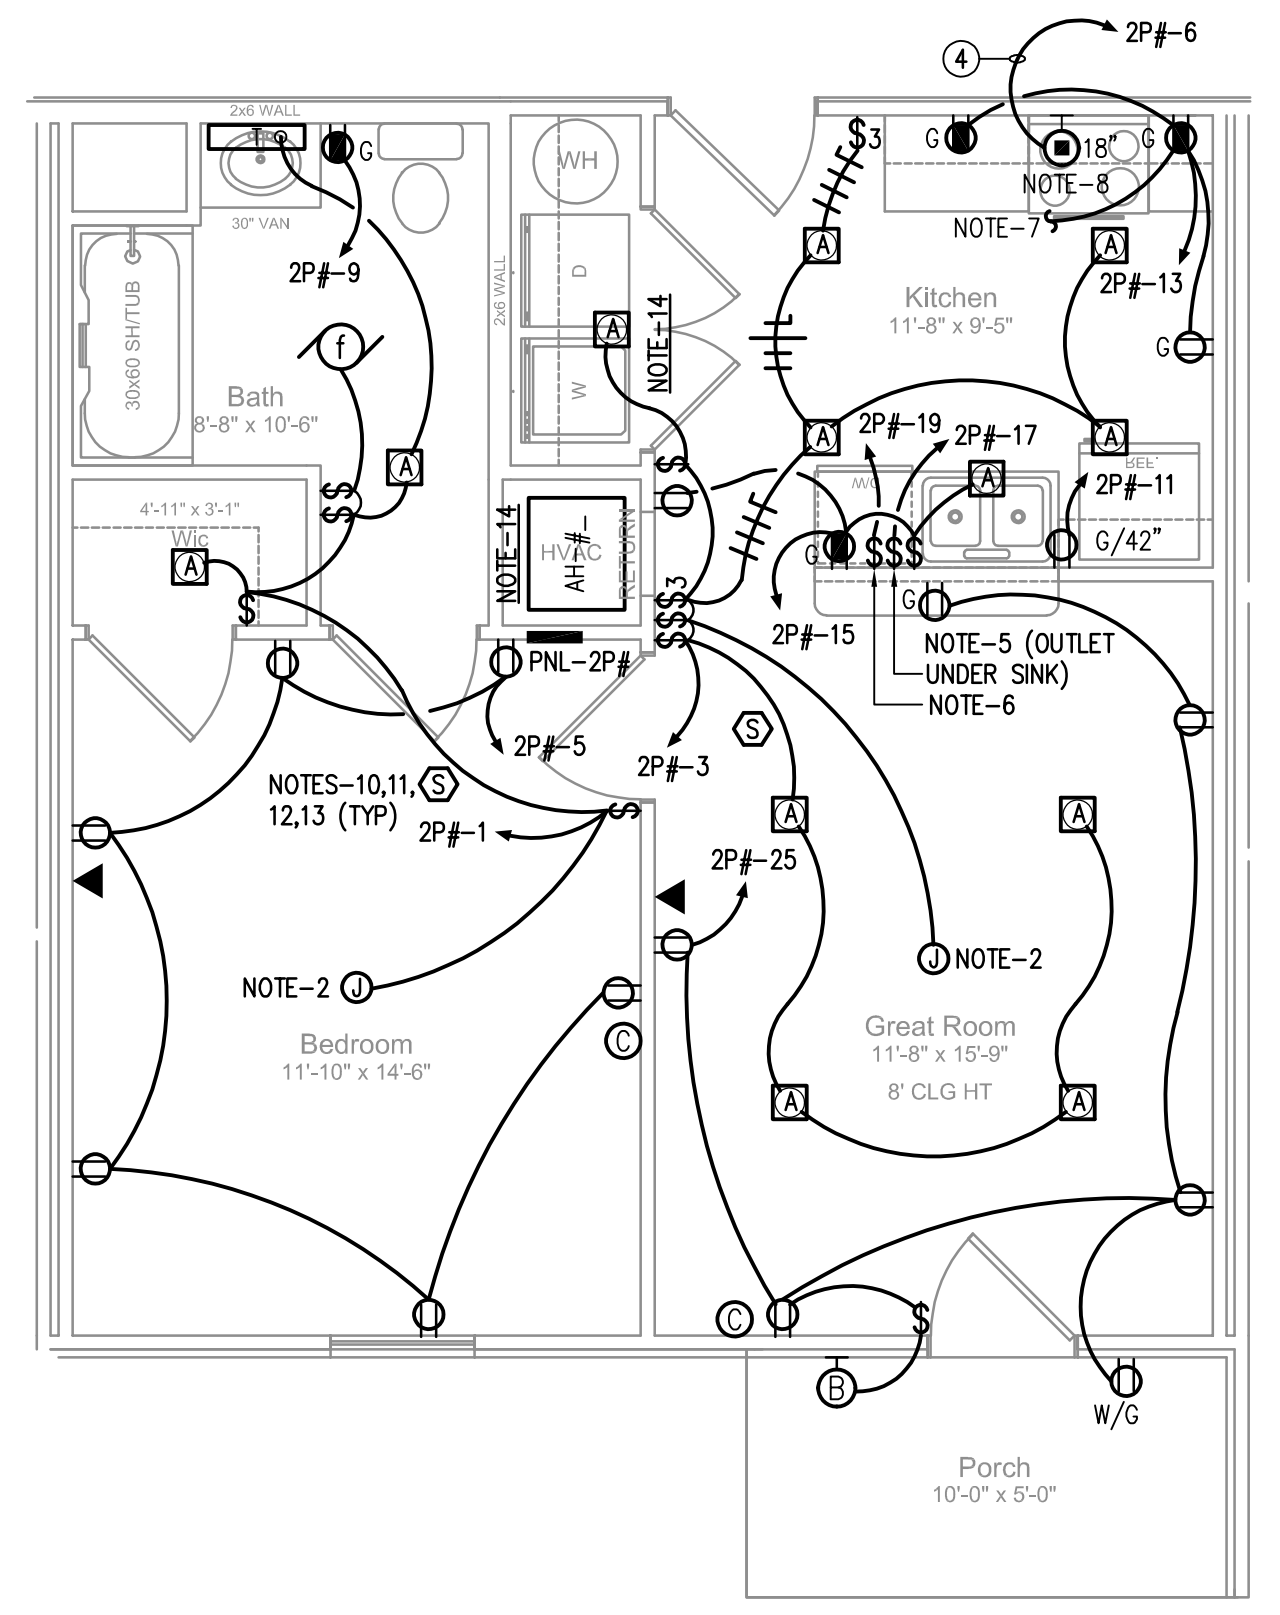 2P#-6
4
2x6 WALL
T
G
WH
$3
G
18"
G
NOTE-8
30" VAN
NOTE-7
2P#-9
D
2P#-13
2x6 WALL
30x60 SH/TUB
A
A
A
Kitchen
11'-8" x 9'-5"
NOTE-14
f
G
W
Bath
8'-8" x 10'-6"
2P#-19
2P#-17
A
A
A
REF.
A
2P#-11
4'-11" x 3'-1"
$
$
$
Wic
A
NOTE-14
HVAC
AH-#-_
RETURN
G
$$$
G/42"
$
3
$
$
$
G
2P#-15
NOTE-5 (OUTLET
UNDER SINK)
NOTE-6
PNL-2P#
2P#-5
S
2P#-3
NOTES-10,11,
12,13 (TYP)
S
2P#-1
$
A
A
2P#-25
NOTE-2
J
J
NOTE-2
Bedroom
11'-10" x 14'-6"
C
Great Room
11'-8" x 15'-9"
8' CLG HT
A
A
C
$
B
W/G
Porch
10'-0" x 5'-0"